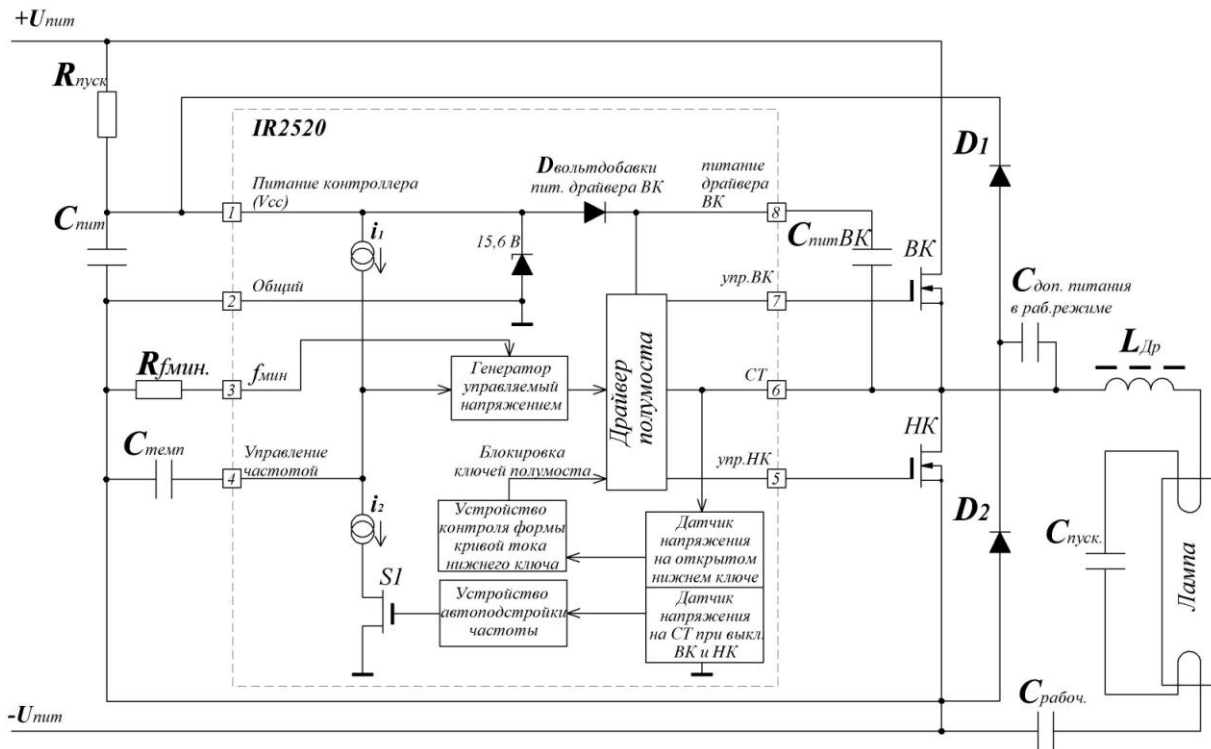 +Uпит
Rпуск
IR2520
D1
Dвольтдобавки
пит. драйвера ВК
питание
драйвера
ВК
Питание контроллера
(Vcc)
Cпит
1
8
i1
15,6 В
CпитВК
ВК
Cдоп. питания
в раб.режиме
2
Общий
упр.ВК
7
LДр
Rfмин.
3
fмин
Генератор
управляемый
напряжением
Драйвер
полумоста
СТ
6
НК
Cтемп
Управление
частотой
4
Блокировка
ключей полумоста
упр.НК
5
i2
Устройство
контроля формы
кривой тока
нижнего ключа
Датчик
напряжения
на открытом
нижнем ключе
D2
Cпуск.
Лампа
S1
Устройство
автоподстройки
частоты
Датчик
напряжения
на СТ при выкл.
ВК и НК
Cрабоч.
-Uпит